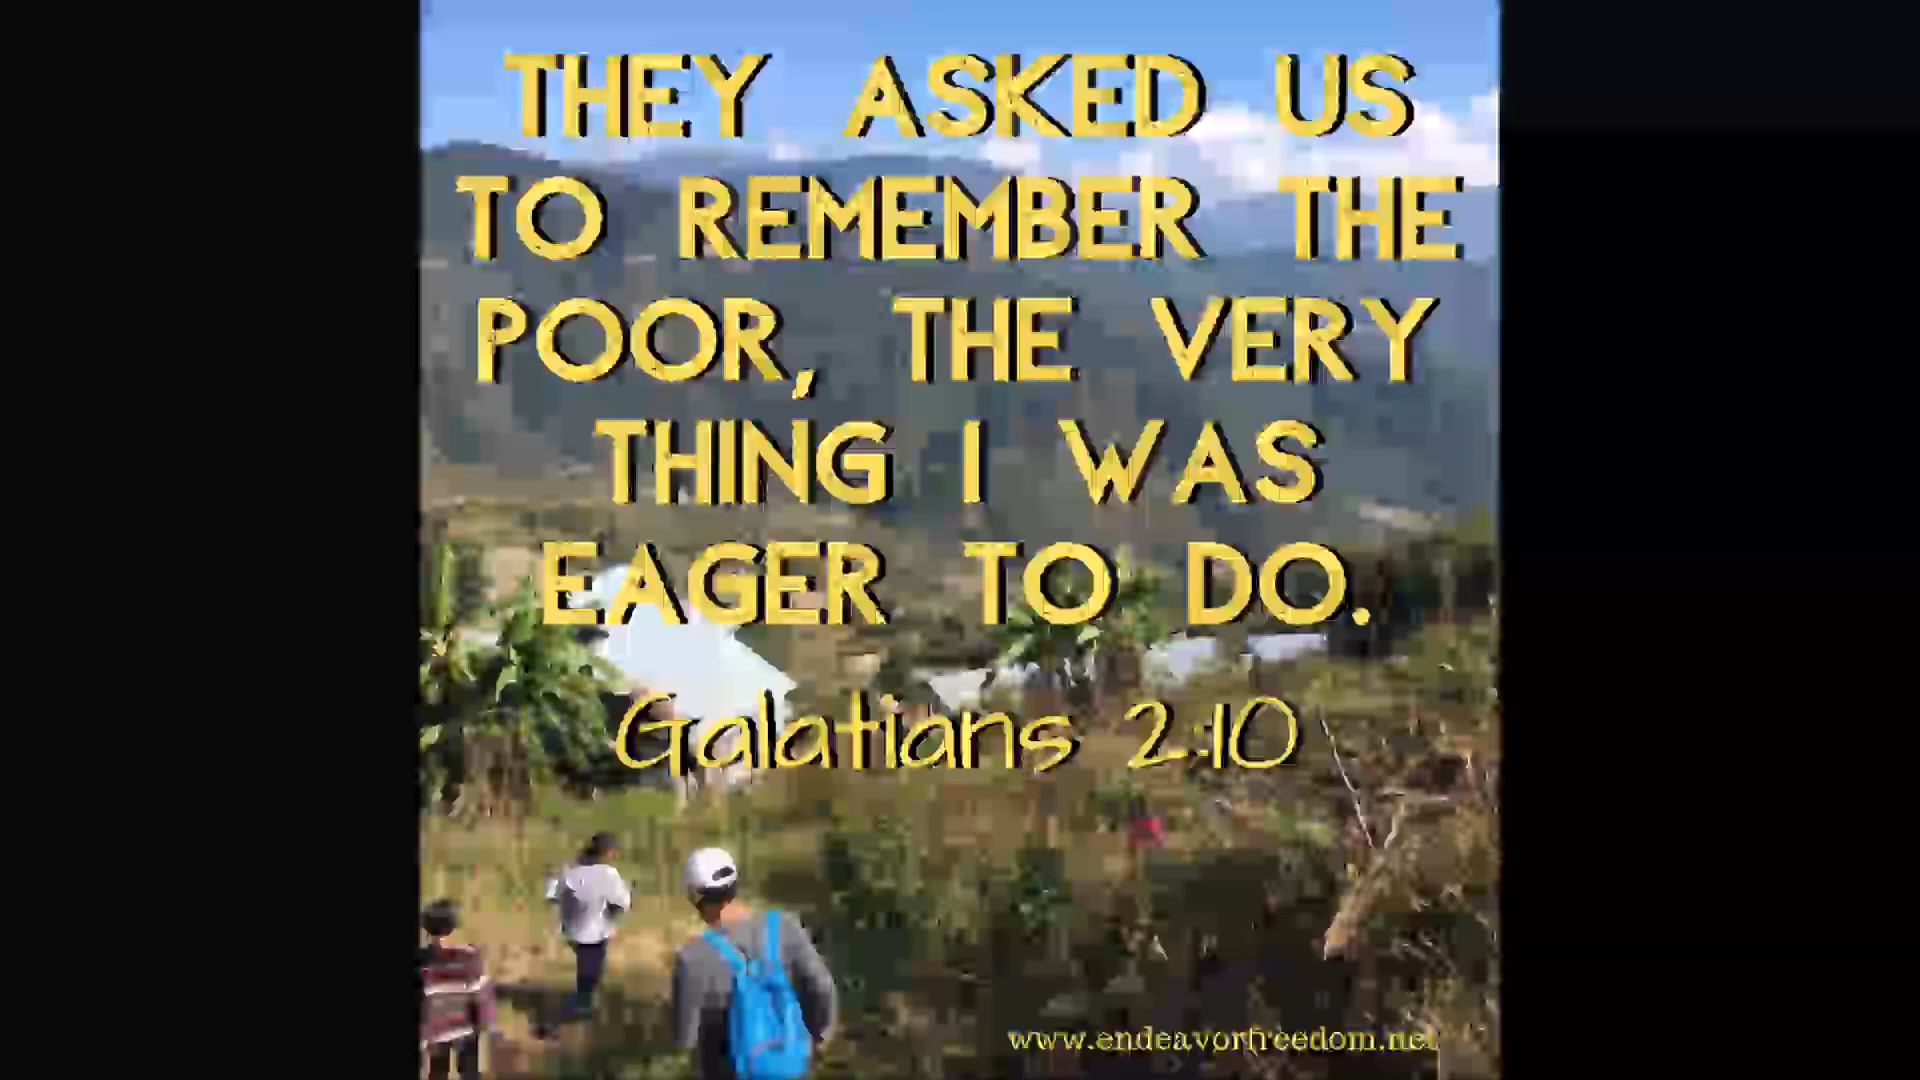 THEY ASKED US
TO REMEMBER THE
POOR, THE VERY
THING I WAS
EAGER TO DO.
Galatians 2:10
www.endeavorfreedom.net